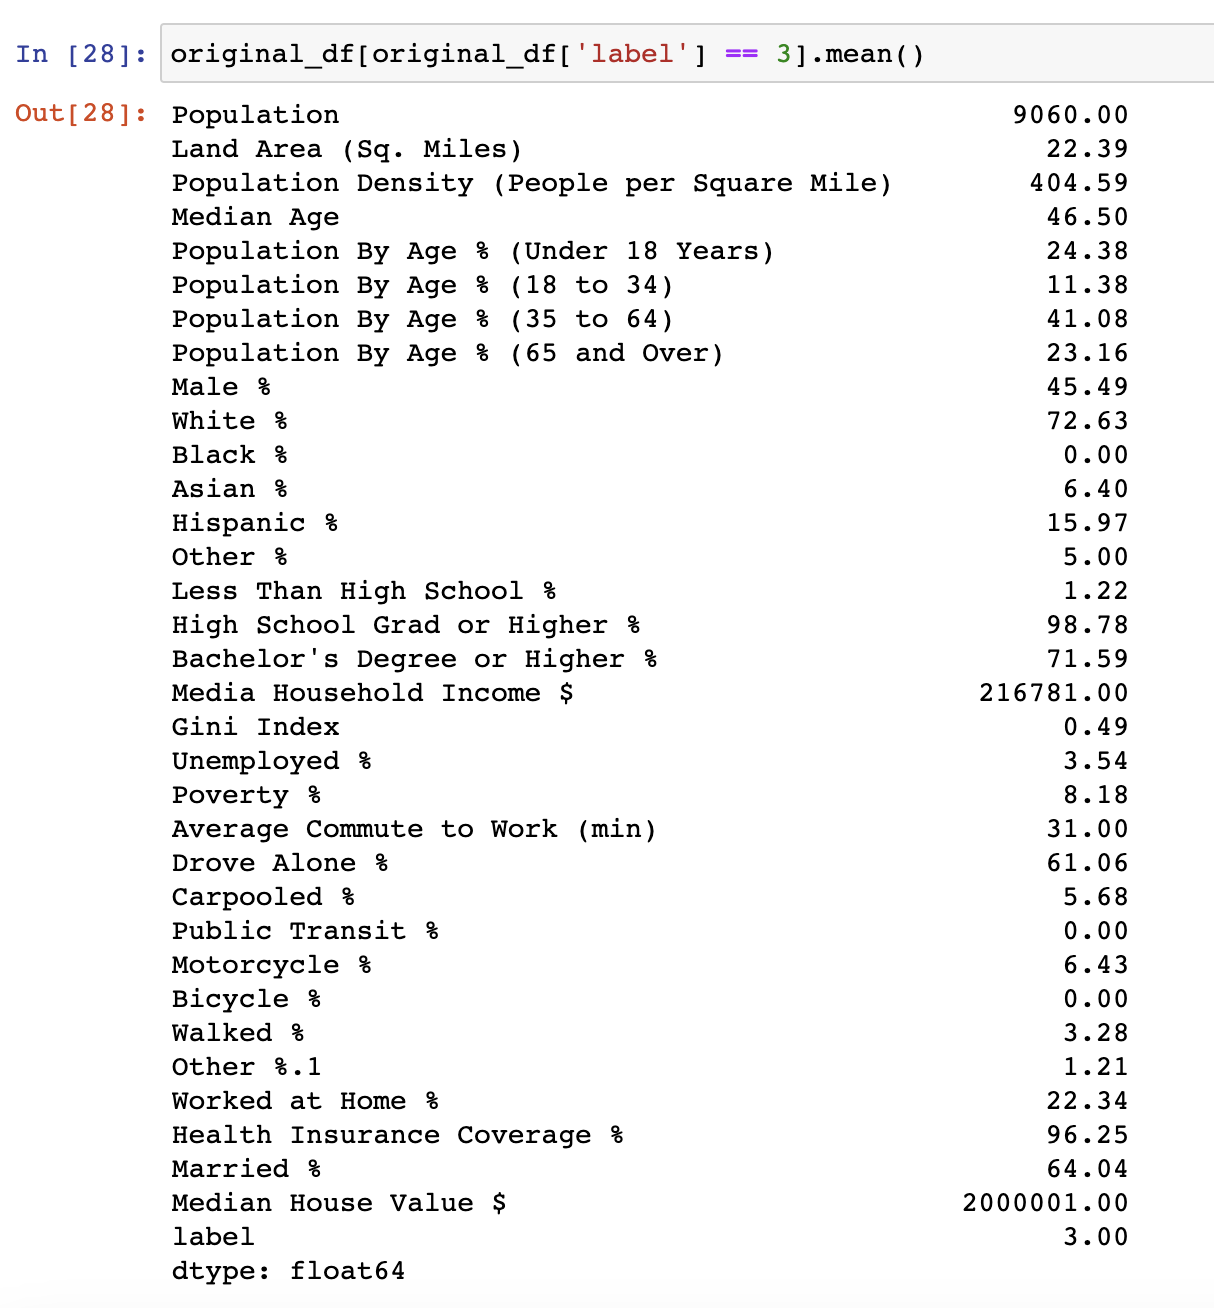 In [28]: original_df[original_df['label'] == 3].mean()
Out[28]: Population 9060.00
Land Area (Sq. Miles) 22.39
Population Density (People per Square Mile) 404.59
Median Age 46.50
Population By Age % (Under 18 Years) 24.38
Population By Age % (18 to 34) 11.38
Population By Age % (35 to 64) 41.08
Population By Age % (65 and Over) 23.16
Male % 45.49
White % 72.63
Black % 0.00
Asian % 6.40
Hispanic % 15.97
Other % 5.00
Less Than High School % 1.22
High School Grad or Higher % 98.78
Bachelor's Degree or Higher % 71.59
Media Household Income $ 216781.00
Gini Index 0.49
Unemployed % 3.54
Poverty % 8.18
Average Commute to Work (min) 31.00
Drove Alone % 61.06
Carpooled % 5.68
Public Transit % 0.00
Motorcycle % 6.43
Bicycle % 0.00
Walked % 3.28
Other %.1 1.21
Worked at Home % 22.34
Health Insurance Coverage % 96.25
Married % 64.04
Median House Value $ 2000001.00
label 3.00
dtype: float64